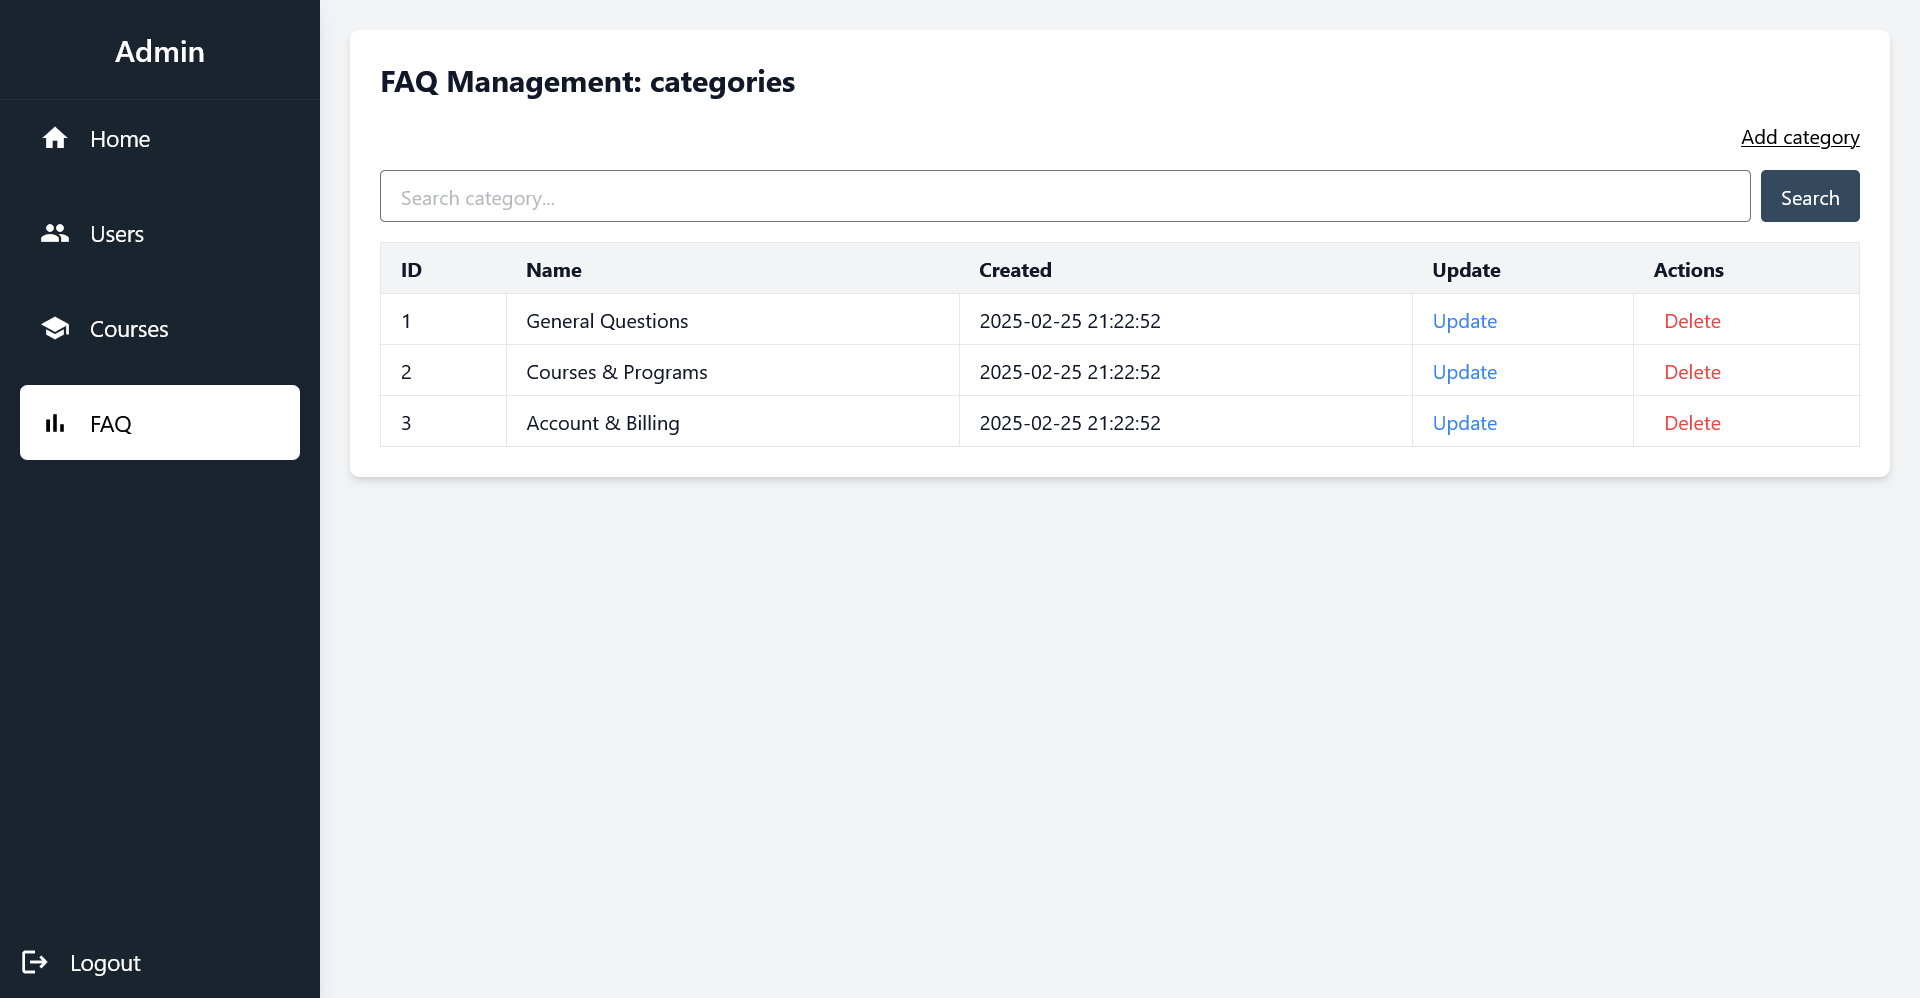 Admin
Home
Users
Courses
FAQ
Logout
FAQ Management: categories
Add category
Search category...
Search
ID Name Created Update Actions
1 General Questions 2025-02-25 21:22:52 Update Delete
2 Courses & Programs 2025-02-25 21:22:52 Update Delete
3 Account & Billing 2025-02-25 21:22:52 Update Delete